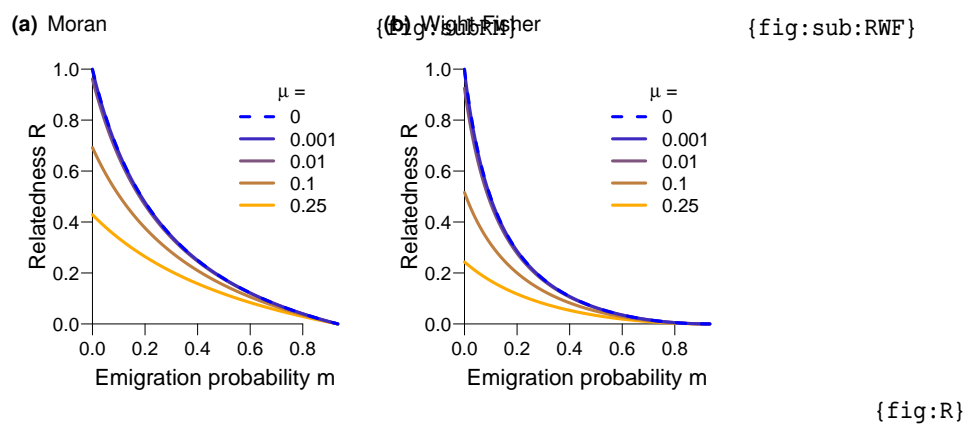 (a) Moran
{fig:subRM}
(b) Wight-Fisher
{fig:sub:RWF}
1.0
0.8
0.6
0.4
0.2
0.0
Relatedness R
0.0 0.2 0.4 0.6 0.8
Emigration probability m
μ =
0
0.001
0.01
0.1
0.25
1.0
0.8
0.6
0.4
0.2
0.0
Relatedness R
0.0 0.2 0.4 0.6 0.8
Emigration probability m
μ =
0
0.001
0.01
0.1
0.25
{fig:R}